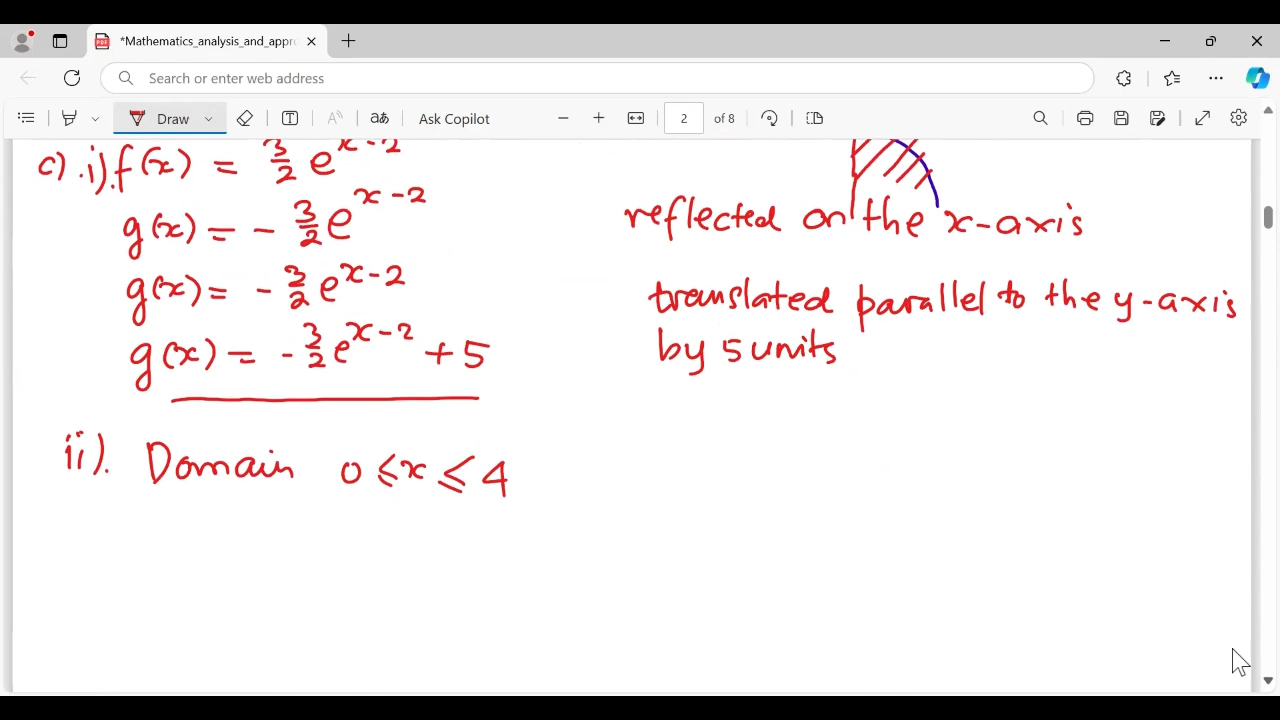 *Mathematics_analysis_and_appr
Search or enter web address
Draw
Ask Copilot
2 of 8
c). i). f(x) = 3/2 e^(x-2)
g(x) = - 3/2 e^(x-2)
reflected on the x-axis
g(x) = - 3/2 e^(x-2)
translated parallel to the y-axis
g(x) = - 3/2 e^(x-2) + 5
by 5 units
ii). Domain 0 ≤ x ≤ 4